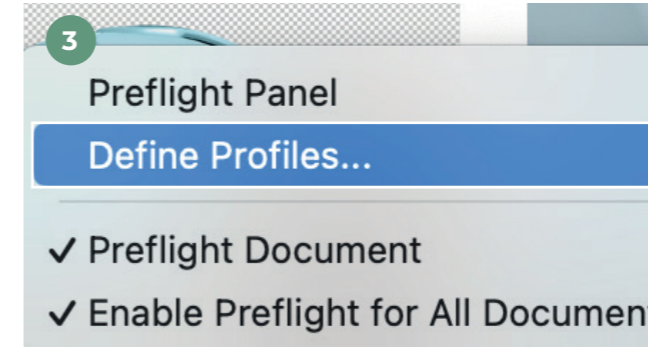 3
Preflight Panel
Define Profiles...
✓ Preflight Document
✓ Enable Preflight for All Documen